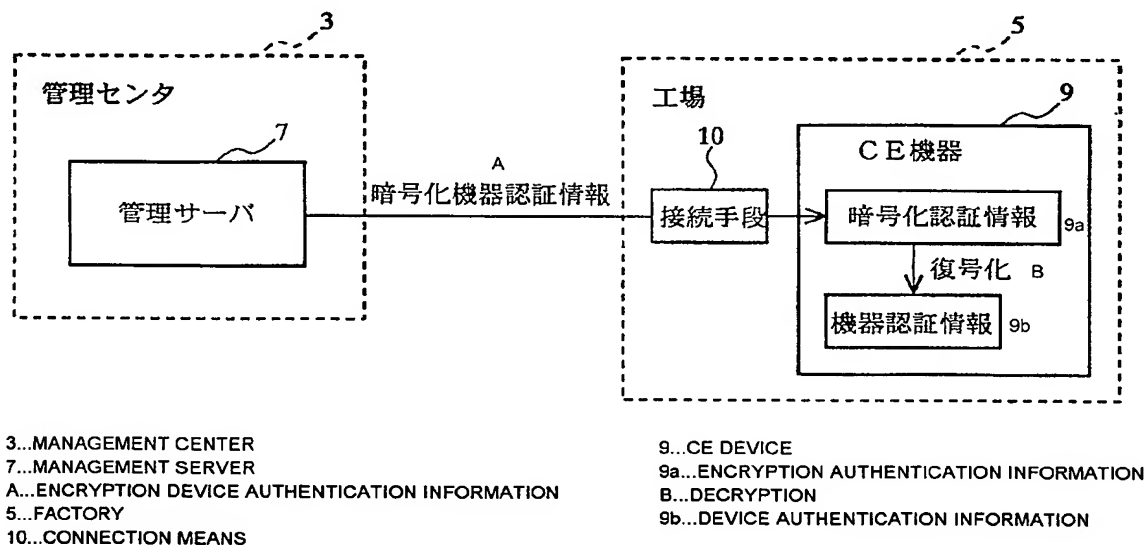 3
5
管理センタ
工場
7
9
10
CE機器
A
管理サーバ
暗号化機器認証情報
接続手段
暗号化認証情報
9a
復号化 B
機器認証情報
9b
3...MANAGEMENT CENTER
7...MANAGEMENT SERVER
A...ENCRYPTION DEVICE AUTHENTICATION INFORMATION
5...FACTORY
10...CONNECTION MEANS
9...CE DEVICE
9a...ENCRYPTION AUTHENTICATION INFORMATION
B...DECRYPTION
9b...DEVICE AUTHENTICATION INFORMATION